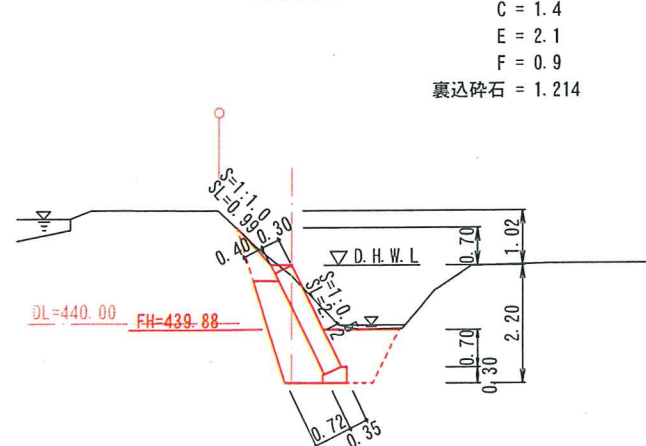 C = 1.4
E = 2.1
F = 0.9
裏込砕石 = 1.214
S=1:1.0
SL=0.99
0.30
0.40
D.H.W.L
0.70
1.02
S=1:0.
DL=440.00
FH=439.88
2.20
0.70
0.30
0.72
0.35